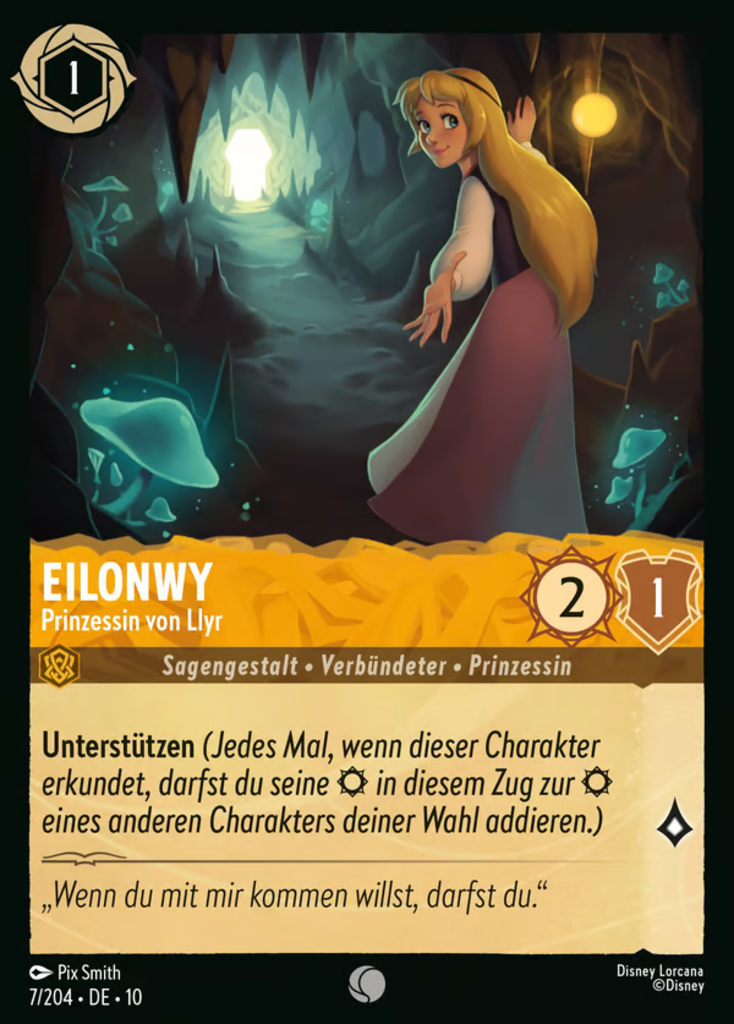 1
EILONWY
Prinzessin von Llyr
2
1
Sagengestalt • Verbündeter • Prinzessin
Unterstützen (Jedes Mal, wenn dieser Charakter
erkundet, darfst du seine in diesem Zug zur
eines anderen Charakters deiner Wahl addieren.)
„Wenn du mit mir kommen willst, darfst du.“
Pix Smith
7/204 • DE • 10
Disney Lorcana
©Disney